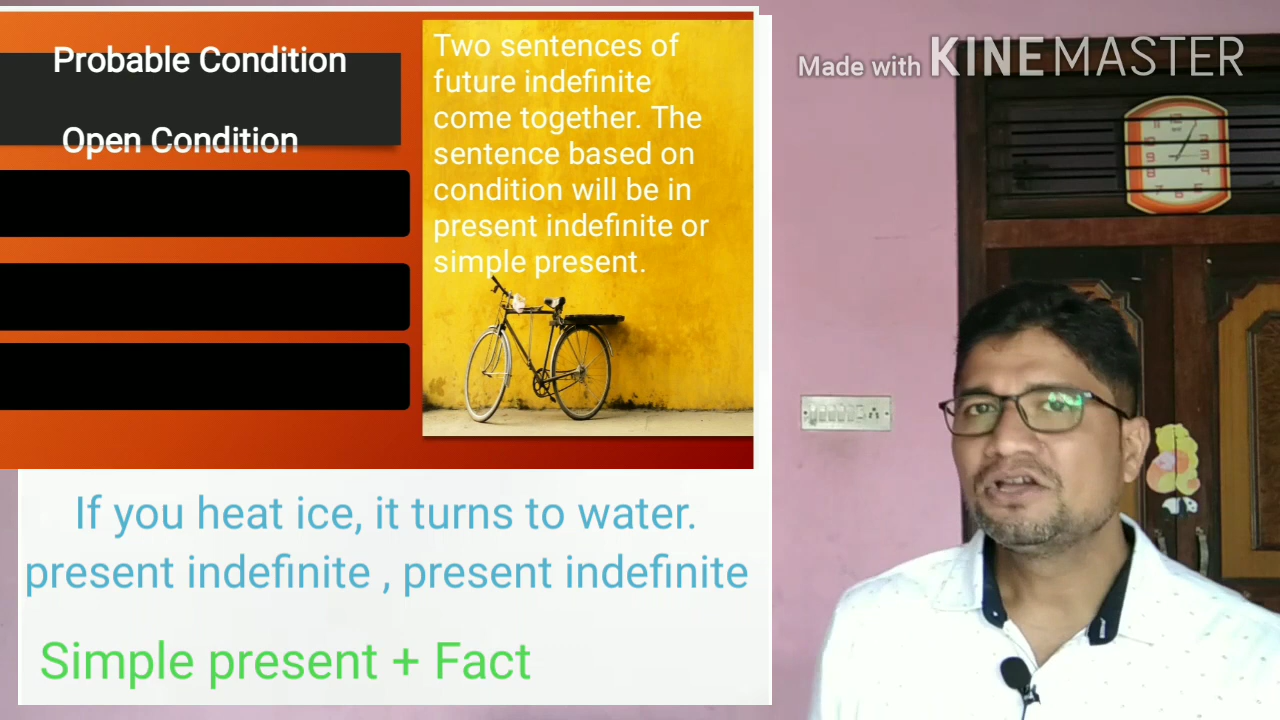 Probable Condition
Open Condition
Two sentences of
future indefinite
come together. The
sentence based on
condition will be in
present indefinite or
simple present.
If you heat ice, it turns to water.
present indefinite , present indefinite
Simple present + Fact
Made with KINEMASTER